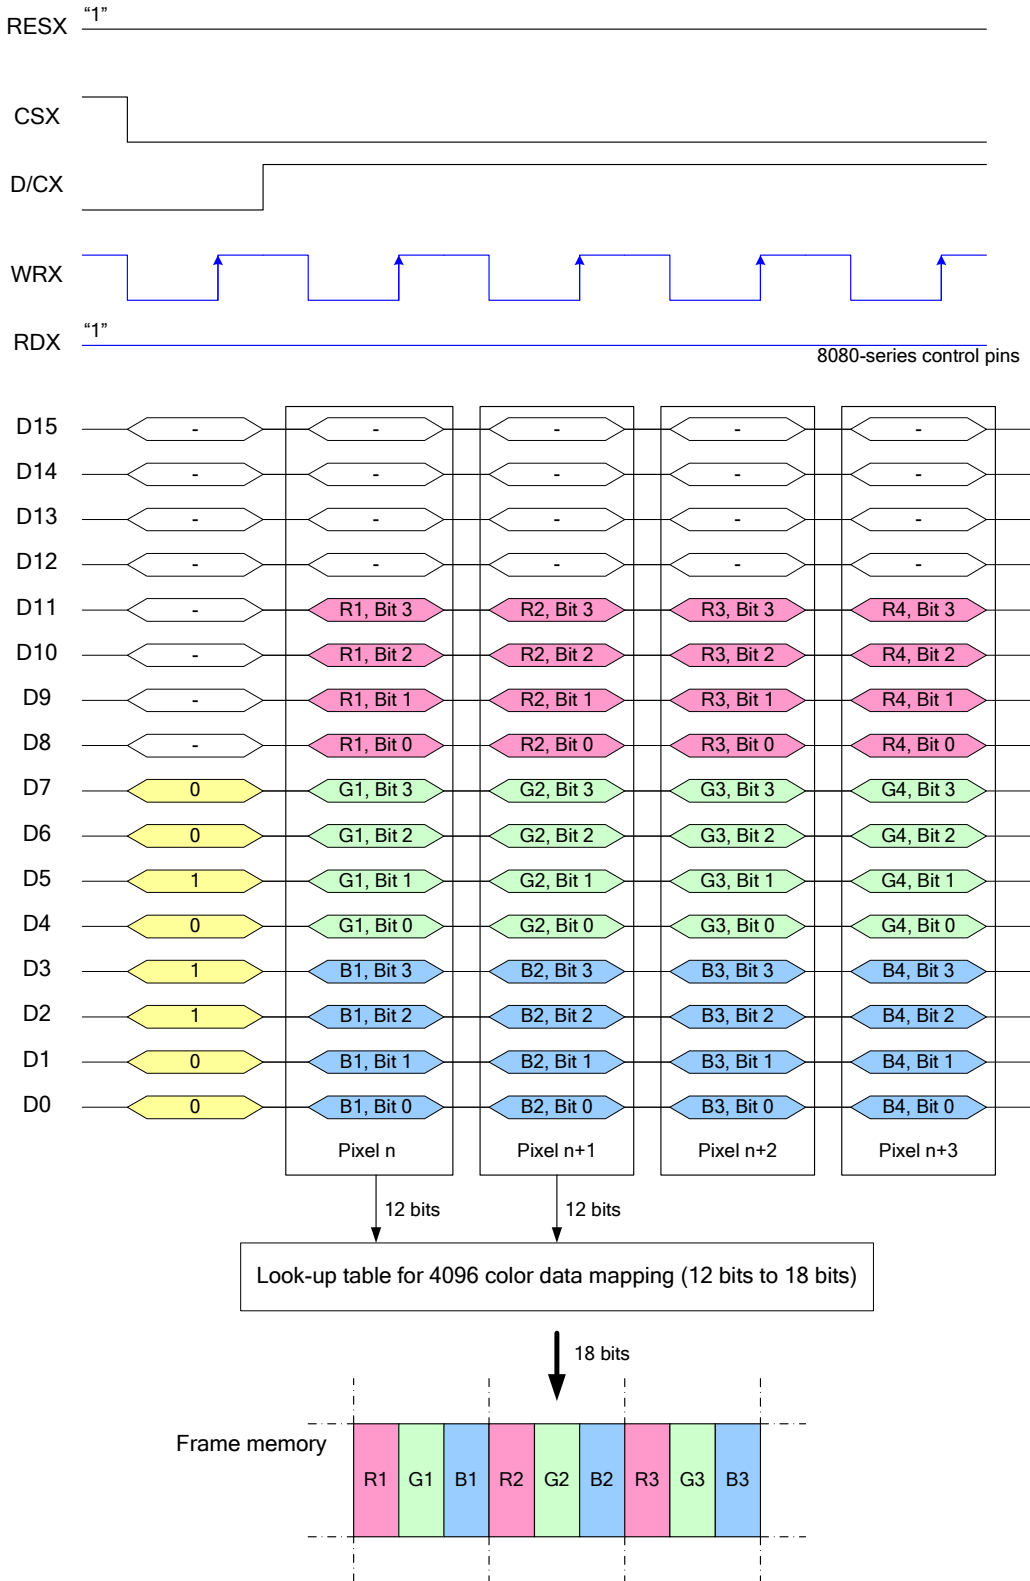 RESX “1”
CSX
D/CX
WRX
RDX “1”
8080-series control pins
D15 - - - - -
D14 - - - - -
D13 - - - - -
D12 - - - - -
D11 - R1, Bit 3 R2, Bit 3 R3, Bit 3 R4, Bit 3
D10 - R1, Bit 2 R2, Bit 2 R3, Bit 2 R4, Bit 2
D9 - R1, Bit 1 R2, Bit 1 R3, Bit 1 R4, Bit 1
D8 - R1, Bit 0 R2, Bit 0 R3, Bit 0 R4, Bit 0
D7 0 G1, Bit 3 G2, Bit 3 G3, Bit 3 G4, Bit 3
D6 0 G1, Bit 2 G2, Bit 2 G3, Bit 2 G4, Bit 2
D5 1 G1, Bit 1 G2, Bit 1 G3, Bit 1 G4, Bit 1
D4 0 G1, Bit 0 G2, Bit 0 G3, Bit 0 G4, Bit 0
D3 1 B1, Bit 3 B2, Bit 3 B3, Bit 3 B4, Bit 3
D2 1 B1, Bit 2 B2, Bit 2 B3, Bit 2 B4, Bit 2
D1 0 B1, Bit 1 B2, Bit 1 B3, Bit 1 B4, Bit 1
D0 0 B1, Bit 0 B2, Bit 0 B3, Bit 0 B4, Bit 0
Pixel n Pixel n+1 Pixel n+2 Pixel n+3
12 bits 12 bits
Look-up table for 4096 color data mapping (12 bits to 18 bits)
18 bits
Frame memory
R1 G1 B1 R2 G2 B2 R3 G3 B3